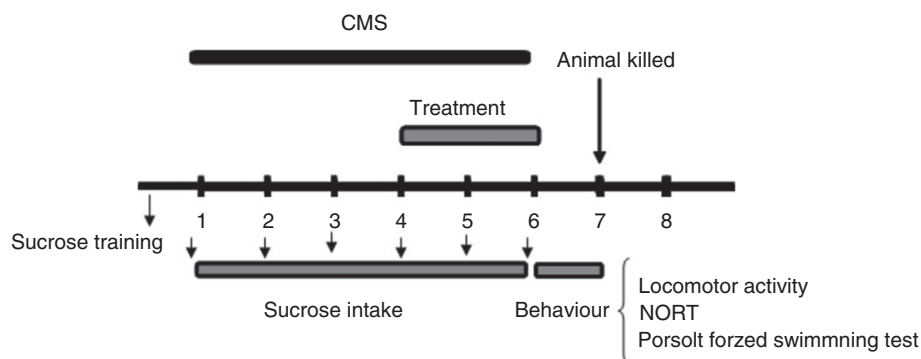 CMS
Animal killed
Treatment
1 2 3 4 5 6 7 8
Sucrose training
Sucrose intake
Behaviour
Locomotor activity
NORT
Porsolt forzed swimmning test